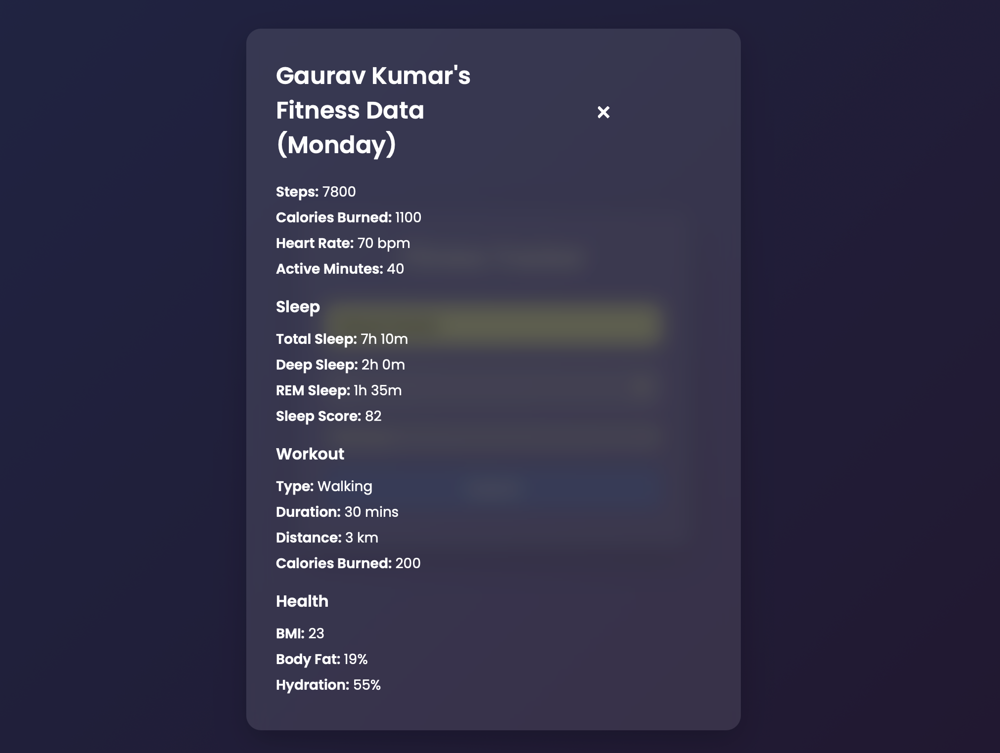 Gaurav Kumar's
Fitness Data
(Monday)
Steps: 7800
Calories Burned: 1100
Heart Rate: 70 bpm
Active Minutes: 40
Sleep
Total Sleep: 7h 10m
Deep Sleep: 2h 0m
REM Sleep: 1h 35m
Sleep Score: 82
Workout
Type: Walking
Duration: 30 mins
Distance: 3 km
Calories Burned: 200
Health
BMI: 23
Body Fat: 19%
Hydration: 55%